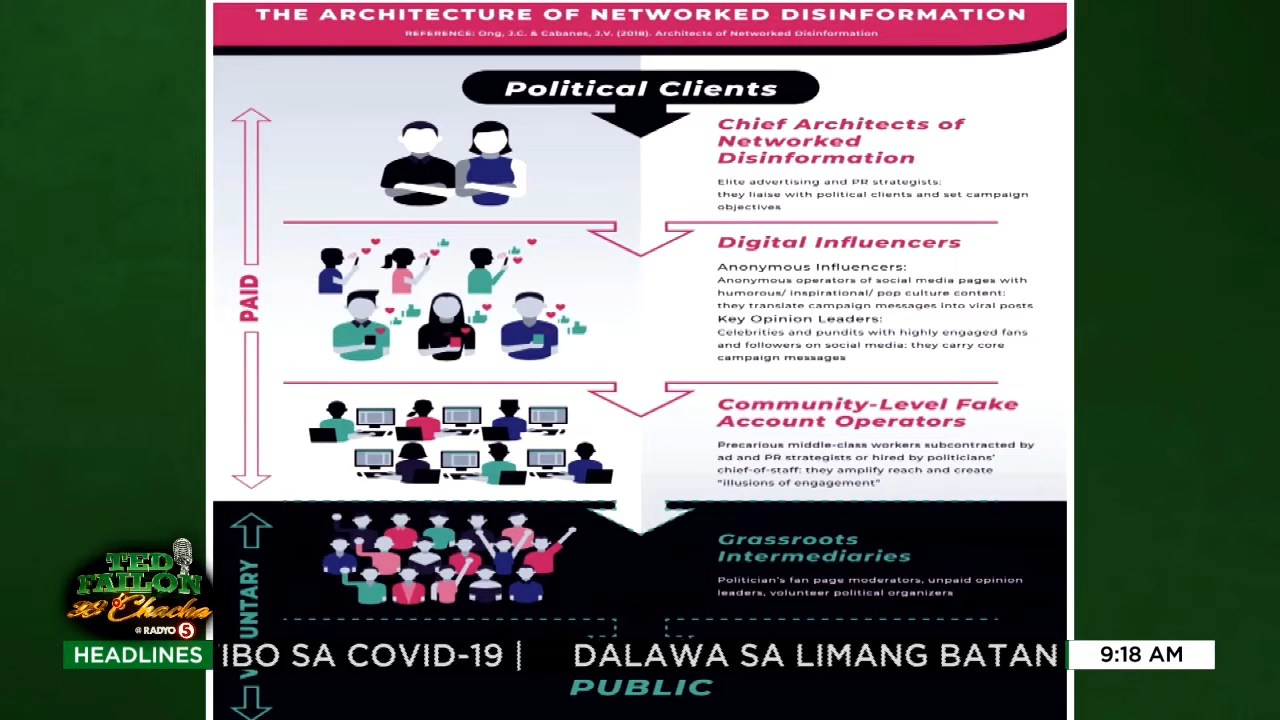 THE ARCHITECTURE OF NETWORKED DISINFORMATION
REFERENCE: Ong, J.C. & Cabanes, J.V. (2018). Architects of Networked Disinformation
Political Clients
Chief Architects of
Networked
Disinformation
Elite advertising and PR strategists:
they liaise with political clients and set campaign
objectives
Digital Influencers
Anonymous Influencers:
Anonymous operators of social media pages with
humorous/ inspirational/ pop culture content:
they translate campaign messages into viral posts
Key Opinion Leaders:
Celebrities and pundits with highly engaged fans
and followers on social media: they carry core
campaign messages
PAID
Community-Level Fake
Account Operators
Precarious middle-class workers subcontracted by
ad and PR strategists or hired by politicians'
chief-of-staff: they amplify reach and create
"illusions of engagement"
Grassroots
Intermediaries
Politician's fan page moderators, unpaid opinion
leaders, volunteer political organizers
UNTARY
TED
FAILON
& Chacha
@ RADYO 5
HEADLINES
IBO SA COVID-19 | DALAWA SA LIMANG BATAN
9:18 AM
PUBLIC